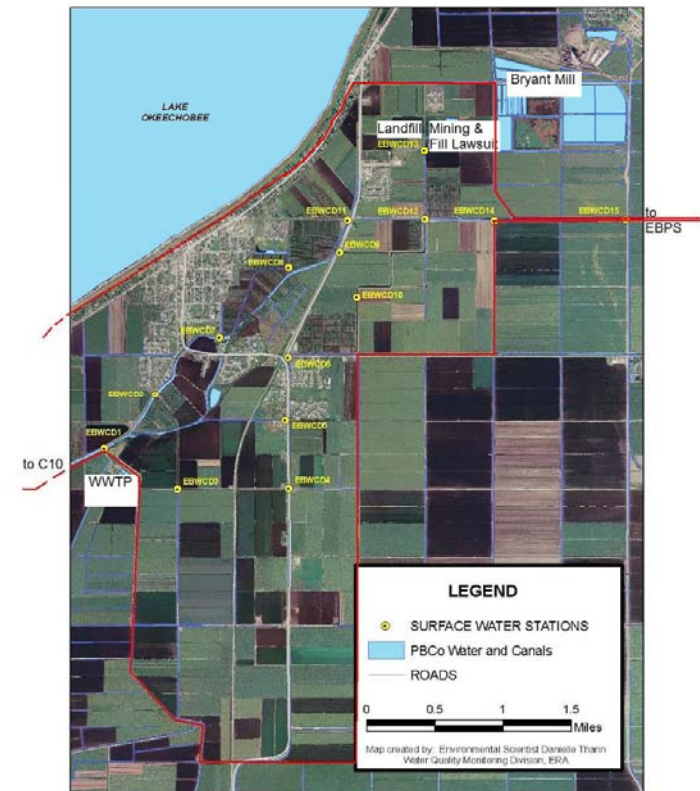 LAKE
OKEECHOBEE
Bryant Mill
Landfill, Mining &
Fill Lawsuit
EBWCD13
EBWCD11
EBWCD12
EBWCD14
EBWCD15
to
EBPS
EBWCD9
EBWCD8
EBWCD10
EBWCD7
EBWCD6
EBWCD2
EBWCD5
EBWCD1
to C10
WWTP
EBWCD3
EBWCD4
LEGEND
SURFACE WATER STATIONS
PBCo Water and Canals
ROADS
0 0.5 1 1.5
Miles
Map created by: Environmental Scientist Danielle Thann
Water Quality Monitoring Division, ERA